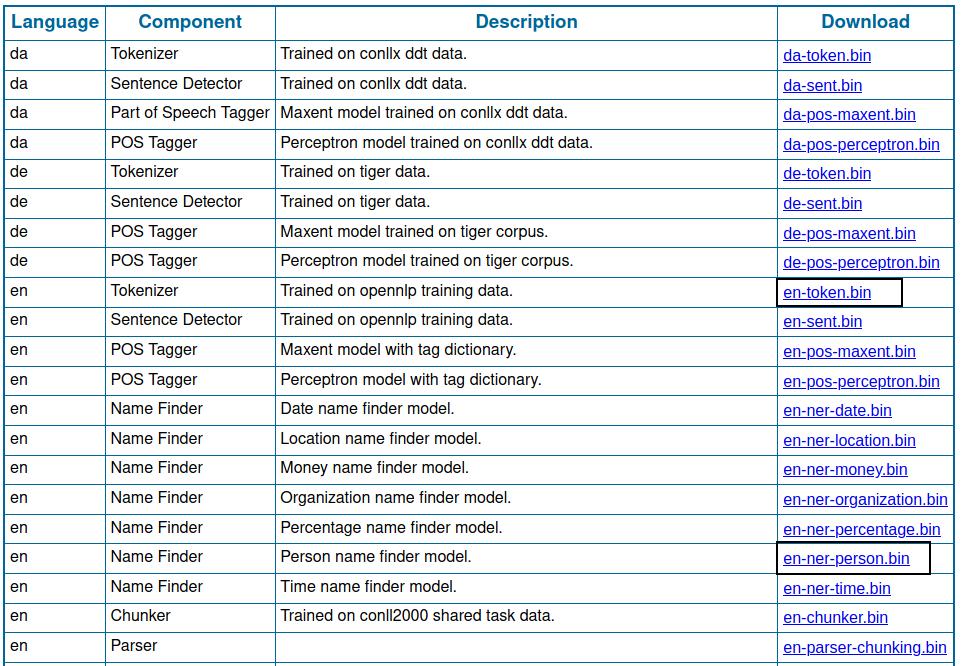 Language Component Description Download
da Tokenizer Trained on conllx ddt data. da-token.bin
da Sentence Detector Trained on conllx ddt data. da-sent.bin
da Part of Speech Tagger Maxent model trained on conllx ddt data. da-pos-maxent.bin
da POS Tagger Perceptron model trained on conllx ddt data. da-pos-perceptron.bin
de Tokenizer Trained on tiger data. de-token.bin
de Sentence Detector Trained on tiger data. de-sent.bin
de POS Tagger Maxent model trained on tiger corpus. de-pos-maxent.bin
de POS Tagger Perceptron model trained on tiger corpus. de-pos-perceptron.bin
en Tokenizer Trained on opennlp training data. en-token.bin
en Sentence Detector Trained on opennlp training data. en-sent.bin
en POS Tagger Maxent model with tag dictionary. en-pos-maxent.bin
en POS Tagger Perceptron model with tag dictionary. en-pos-perceptron.bin
en Name Finder Date name finder model. en-ner-date.bin
en Name Finder Location name finder model. en-ner-location.bin
en Name Finder Money name finder model. en-ner-money.bin
en Name Finder Organization name finder model. en-ner-organization.bin
en Name Finder Percentage name finder model. en-ner-percentage.bin
en Name Finder Person name finder model. en-ner-person.bin
en Name Finder Time name finder model. en-ner-time.bin
en Chunker Trained on conll2000 shared task data. en-chunker.bin
en Parser en-parser-chunking.bin